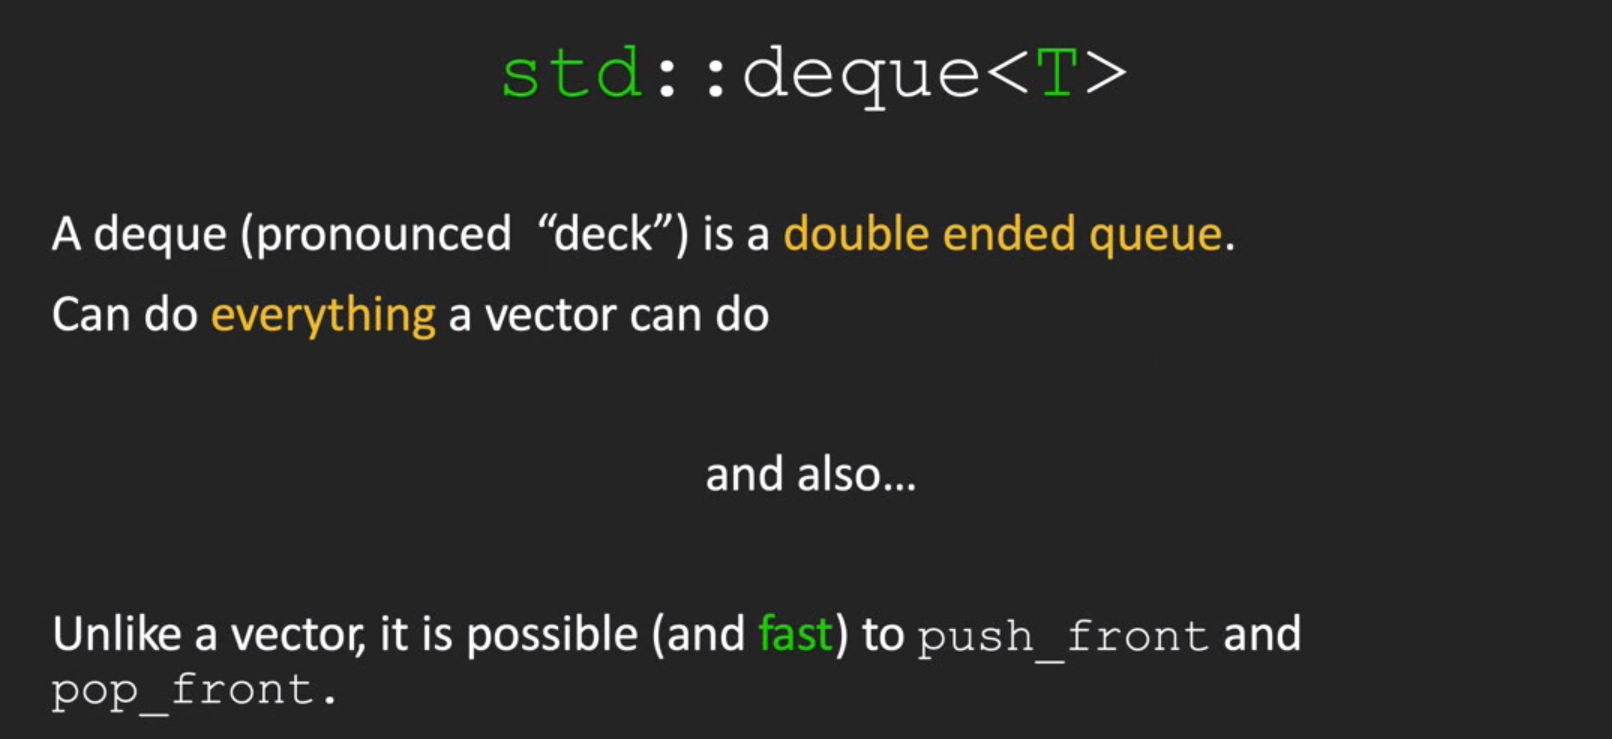 std::deque<T>
A deque (pronounced “deck”) is a double ended queue.
Can do everything a vector can do
and also…
Unlike a vector, it is possible (and fast) to push_front and
pop_front.